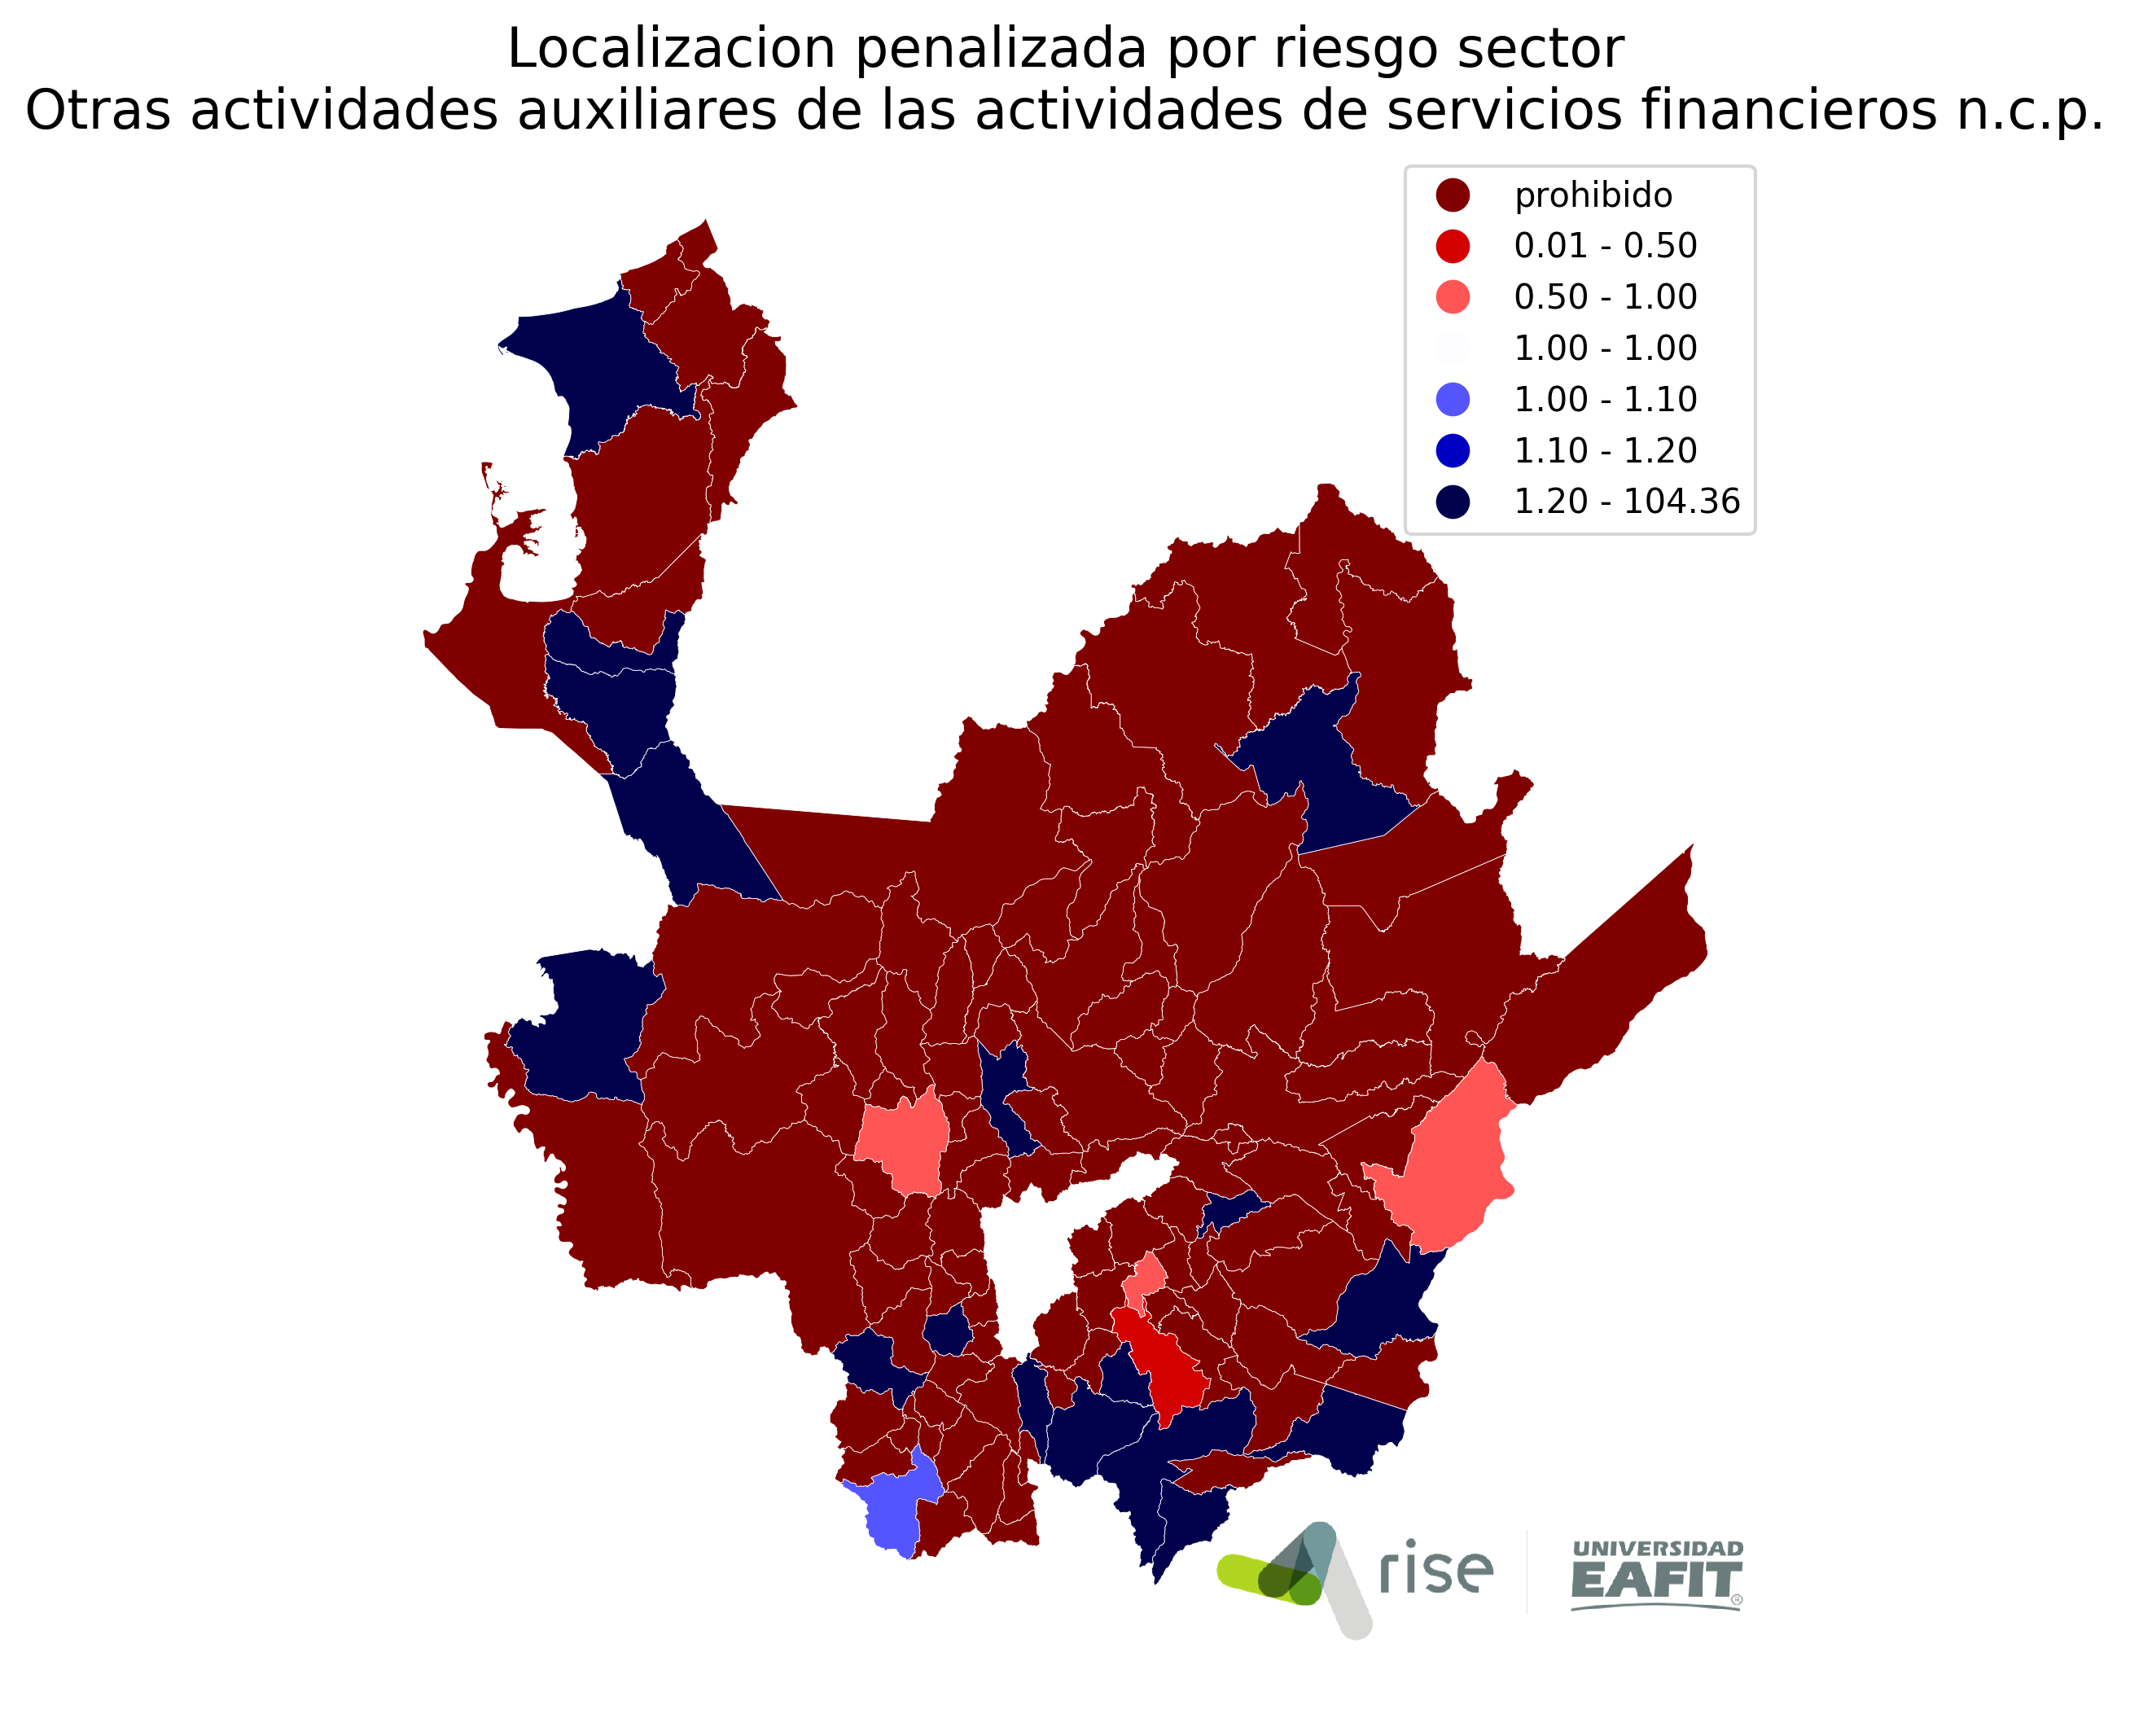 Localizacion penalizada por riesgo sector
Otras actividades auxiliares de las actividades de servicios financieros n.c.p.
prohibido
0.01 - 0.50
0.50 - 1.00
1.00 - 1.00
1.00 - 1.10
1.10 - 1.20
1.20 - 104.36
rise
UNIVERSIDAD
EAFIT®